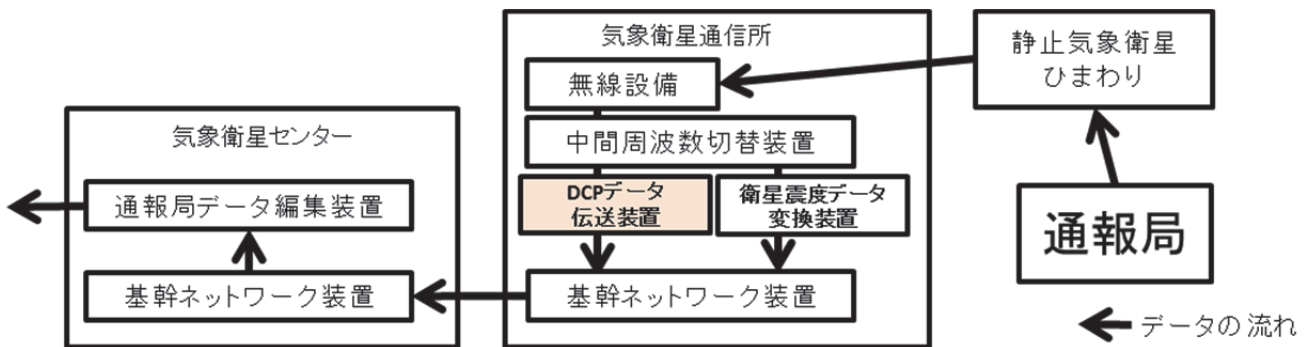 気象衛星通信所
静止気象衛星
ひまわり
無線設備
気象衛星センター
中間周波数切替装置
DCPデータ
伝送装置
衛星震度データ
変換装置
通報局データ編集装置
通報局
基幹ネットワーク装置
基幹ネットワーク装置
データの流れ